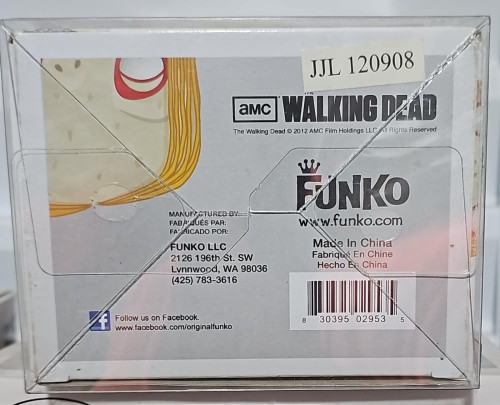 JJL 120908
amc THE WALKING DEAD
The Walking Dead © 2012 AMC Film Holdings LLC. All Rights Reserved
FUNKO
www.funko.com
MANUFACTURED BY:
FABRIQUÉS PAR:
FABRICADO POR:
FUNKO LLC
2126 196th St. SW
Lynnwood, WA 98036
(425) 783-3616
Made In China
Fabriqué En Chine
Hecho En China
8 30395 02953 5
f Follow us on Facebook.
www.facebook.com/originalfunko